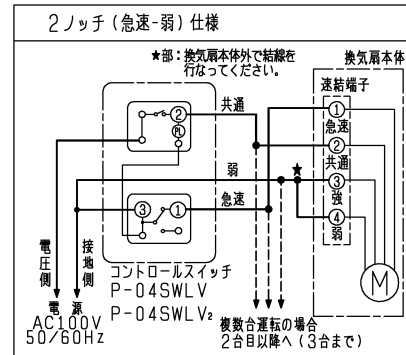 2ノッチ(急速-弱)仕様
★部:換気扇本体外で結線を
行なってください。
換気扇本体
速結端子
共通
②
PL
①
急速
②
共通
★
弱
③
強
急速
③
①
④
弱
M
電圧側
接地側
コントロールスイッチ
P-04SWLV
P-04SWLV₂
電源
AC100V
50/60Hz
複数台運転の場合
2台目以降へ(3台まで)